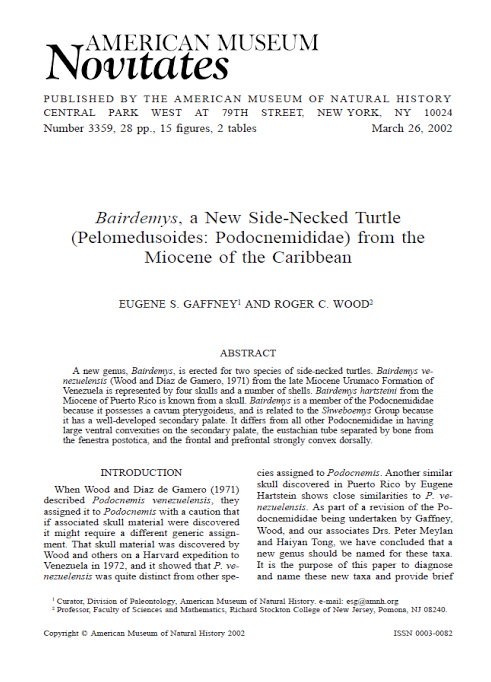 AMERICAN MUSEUM
Novitates
PUBLISHED BY THE AMERICAN MUSEUM OF NATURAL HISTORY
CENTRAL PARK WEST AT 79TH STREET, NEW YORK, NY 10024
Number 3359, 28 pp., 15 figures, 2 tables March 26, 2002
Bairdemys, a New Side-Necked Turtle
(Pelomedusoides: Podocnemididae) from the
Miocene of the Caribbean
EUGENE S. GAFFNEY¹ AND ROGER C. WOOD²
ABSTRACT
A new genus, Bairdemys, is erected for two species of side-necked turtles. Bairdemys ve-
nezuelensis (Wood and Díaz de Gamero, 1971) from the late Miocene Urumaco Formation of
Venezuela is represented by four skulls and a number of shells. Bairdemys hartsteini from the
Miocene of Puerto Rico is known from a skull. Bairdemys is a member of the Podocnemididae
because it possesses a cavum pterygoideus, and is related to the Shweboemys Group because
it has a well-developed secondary palate. It differs from all other Podocnemididae in having
large ventral convexities on the secondary palate, the eustachian tube separated by bone from
the fenestra postotica, and the frontal and prefrontal strongly convex dorsally.
INTRODUCTION
When Wood and Díaz de Gamero (1971)
described Podocnemis venezuelensis, they
assigned it to Podocnemis with a caution that
if associated skull material were discovered
it might require a different generic assign-
ment. That skull material was discovered by
Wood and others on a Harvard expedition to
Venezuela in 1972, and it showed that P. ve-
nezuelensis was quite distinct from other spe-
cies assigned to Podocnemis. Another similar
skull discovered in Puerto Rico by Eugene
Hartstein shows close similarities to P. ve-
nezuelensis. As part of a revision of the Po-
docnemididae being undertaken by Gaffney,
Wood, and our associates Drs. Peter Meylan
and Haiyan Tong, we have concluded that a
new genus should be named for these taxa.
It is the purpose of this paper to diagnose
and name these new taxa and provide brief
¹ Curator, Division of Paleontology, American Museum of Natural History. e-mail: esg@amnh.org
² Professor, Faculty of Sciences and Mathematics, Richard Stockton College of New Jersey, Pomona, NJ 08240.
Copyright © American Museum of Natural History 2002 ISSN 0003-0082